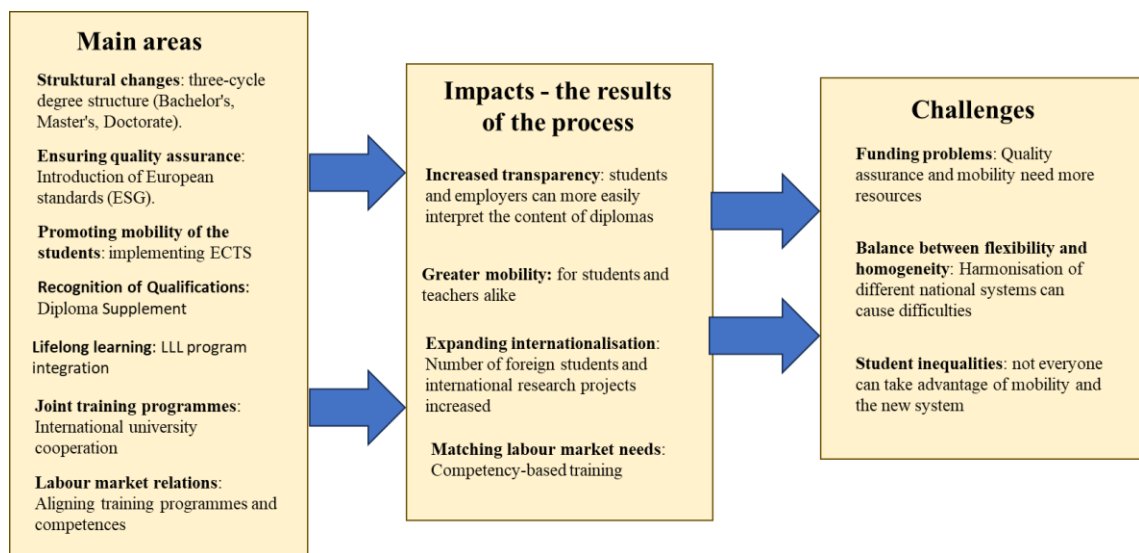 Main areas
Struktural changes: three-cycle
degree structure (Bachelor's,
Master's, Doctorate).
Ensuring quality assurance:
Introduction of European
standards (ESG).
Promoting mobility of the
students: implementing ECTS
Recognition of Qualifications:
Diploma Supplement
Lifelong learning: LLL program
integration
Joint training programmes:
International university
cooperation
Labour market relations:
Aligning training programmes and
competences
Impacts - the results
of the process
Increased transparency: students
and employers can more easily
interpret the content of diplomas
Greater mobility: for students and
teachers alike
Expanding internationalisation:
Number of foreign students and
international research projects
increased
Matching labour market needs:
Competency-based training
Challenges
Funding problems: Quality
assurance and mobility need more
resources
Balance between flexibility and
homogeneity: Harmonisation of
different national systems can
cause difficulties
Student inequalities: not everyone
can take advantage of mobility and
the new system